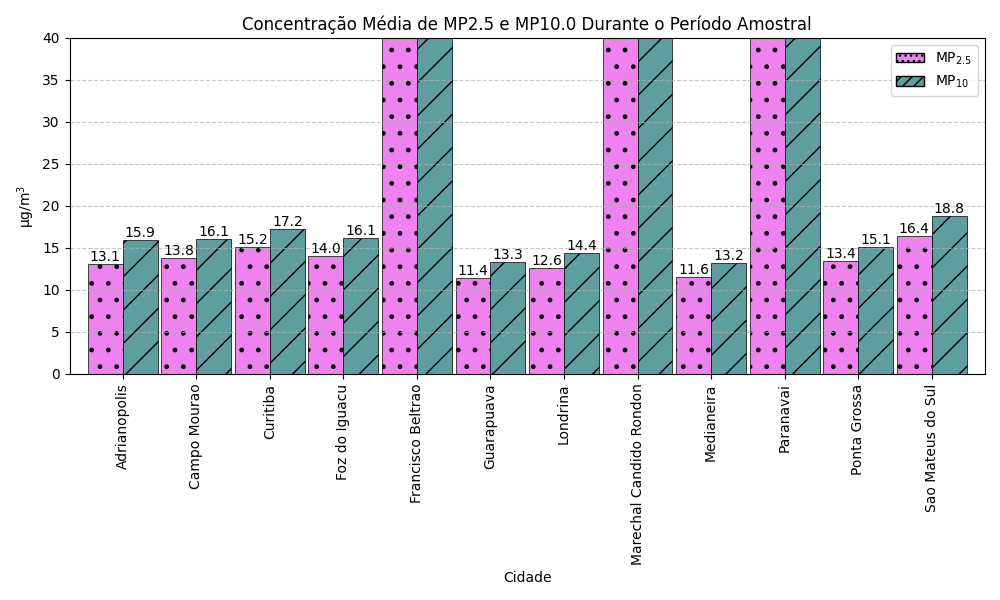 Concentração Média de MP2.5 e MP10.0 Durante o Período Amostral
40
35
30
25
20
15
10
5
0
µg/m³
MP₂.₅
MP₁₀
13.1
15.9
13.8
16.1
15.2
17.2
14.0
16.1
11.4
13.3
12.6
14.4
11.6
13.2
13.4
15.1
16.4
18.8
Adrianopolis
Campo Mourao
Curitiba
Foz do Iguacu
Francisco Beltrao
Guarapuava
Londrina
Marechal Candido Rondon
Medianeira
Paranavai
Ponta Grossa
Sao Mateus do Sul
Cidade